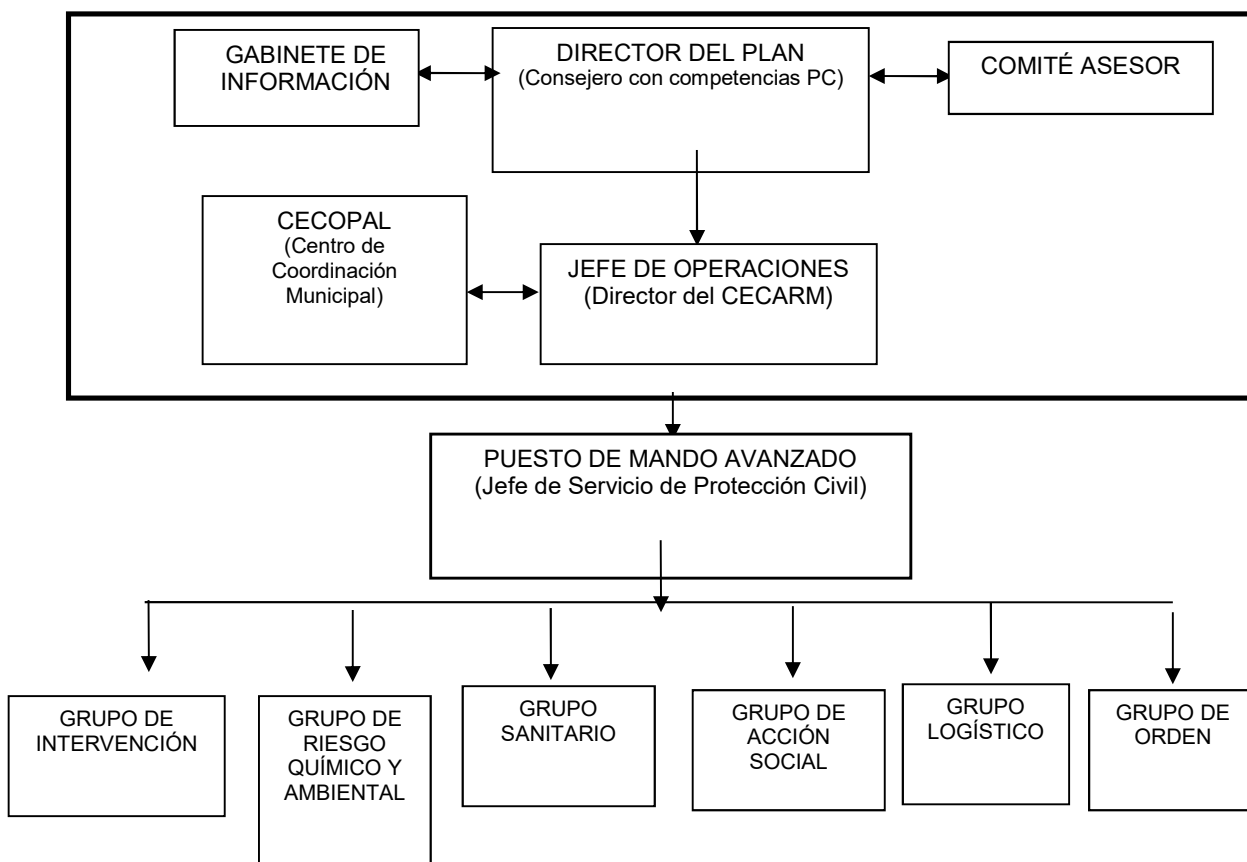 GABINETE DE
INFORMACIÓN
DIRECTOR DEL PLAN
(Consejero con competencias PC)
COMITÉ ASESOR
CECOPAL
(Centro de
Coordinación
Municipal)
JEFE DE OPERACIONES
(Director del CECARM)
PUESTO DE MANDO AVANZADO
(Jefe de Servicio de Protección Civil)
GRUPO DE
INTERVENCIÓN
GRUPO DE
RIESGO
QUÍMICO Y
AMBIENTAL
GRUPO
SANITARIO
GRUPO DE
ACCIÓN
SOCIAL
GRUPO
LOGÍSTICO
GRUPO DE
ORDEN